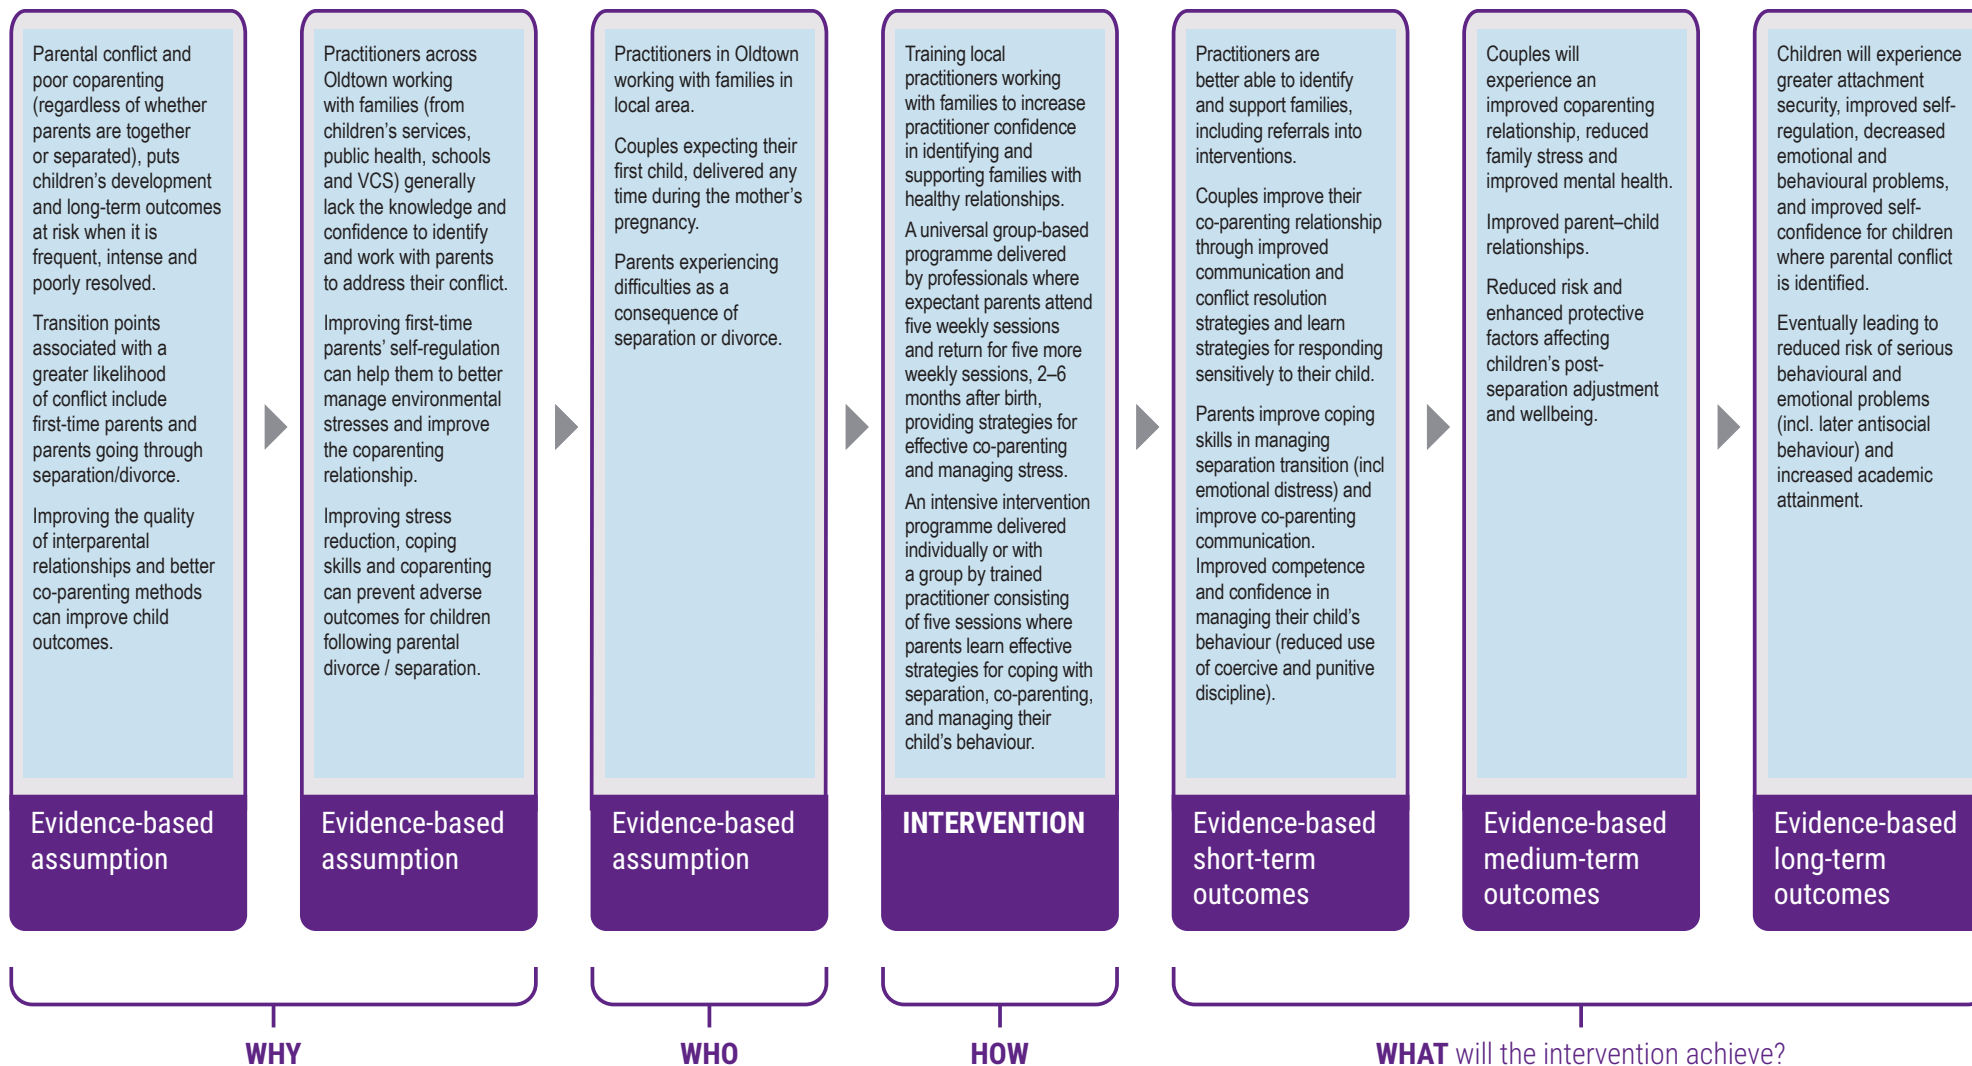 Parental conflict and
poor coparenting
(regardless of whether
parents are together
or separated), puts
children's development
and long-term outcomes
at risk when it is
frequent, intense and
poorly resolved.
Transition points
associated with a
greater likelihood
of conflict include
first-time parents and
parents going through
separation/divorce.
Improving the quality
of interparental
relationships and better
co-parenting methods
can improve child
outcomes.
Evidence-based
assumption
Practitioners across
Oldtown working
with families (from
children's services,
public health, schools
and VCS) generally
lack the knowledge and
confidence to identify
and work with parents
to address their conflict.
Improving first-time
parents' self-regulation
can help them to better
manage environmental
stresses and improve
the coparenting
relationship.
Improving stress
reduction, coping
skills and coparenting
can prevent adverse
outcomes for children
following parental
divorce / separation.
Evidence-based
assumption
Practitioners in Oldtown
working with families in
local area.
Couples expecting their
first child, delivered any
time during the mother's
pregnancy.
Parents experiencing
difficulties as a
consequence of
separation or divorce.
Evidence-based
assumption
Training local
practitioners working
with families to increase
practitioner confidence
in identifying and
supporting families with
healthy relationships.
A universal group-based
programme delivered
by professionals where
expectant parents attend
five weekly sessions
and return for five more
weekly sessions, 2–6
months after birth,
providing strategies for
effective co-parenting
and managing stress.
An intensive intervention
programme delivered
individually or with
a group by trained
practitioner consisting
of five sessions where
parents learn effective
strategies for coping with
separation, co-parenting,
and managing their
child's behaviour.
INTERVENTION
Practitioners are
better able to identify
and support families,
including referrals into
interventions.
Couples improve their
co-parenting relationship
through improved
communication and
conflict resolution
strategies and learn
strategies for responding
sensitively to their child.
Parents improve coping
skills in managing
separation transition (incl
emotional distress) and
improve co-parenting
communication.
Improved competence
and confidence in
managing their child's
behaviour (reduced use
of coercive and punitive
discipline).
Evidence-based
short-term
outcomes
Couples will
experience an
improved coparenting
relationship, reduced
family stress and
improved mental health.
Improved parent–child
relationships.
Reduced risk and
enhanced protective
factors affecting
children's post-
separation adjustment
and wellbeing.
Evidence-based
medium-term
outcomes
Children will experience
greater attachment
security, improved self-
regulation, decreased
emotional and
behavioural problems,
and improved self-
confidence for children
where parental conflict
is identified.
Eventually leading to
reduced risk of serious
behavioural and
emotional problems
(incl. later antisocial
behaviour) and
increased academic
attainment.
Evidence-based
long-term
outcomes
WHY
WHO
HOW
WHAT will the intervention achieve?